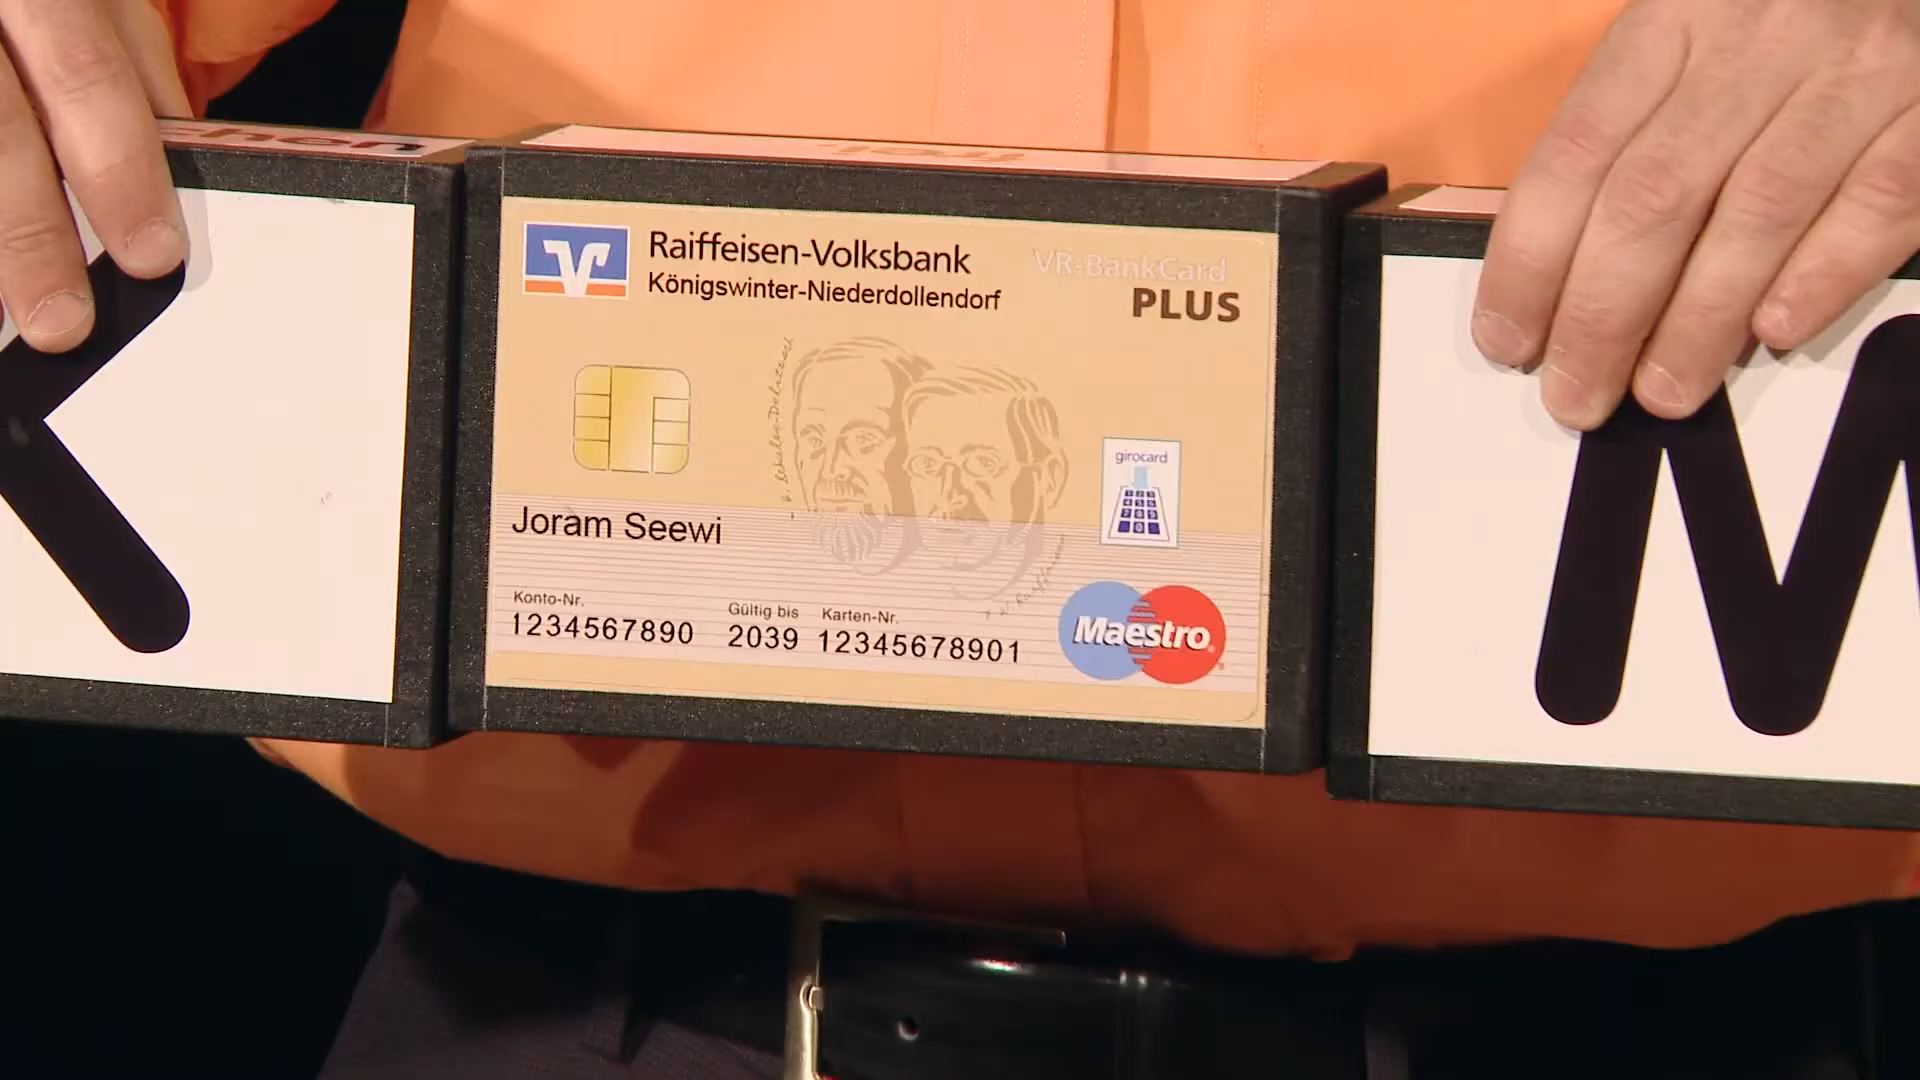 chen
K
Raiffeisen-Volksbank
Königswinter-Niederdollendorf
VR-BankCard
PLUS
girocard
Joram Seewi
Konto-Nr.
1234567890
Gültig bis
2039
Karten-Nr.
12345678901
Maestro
M